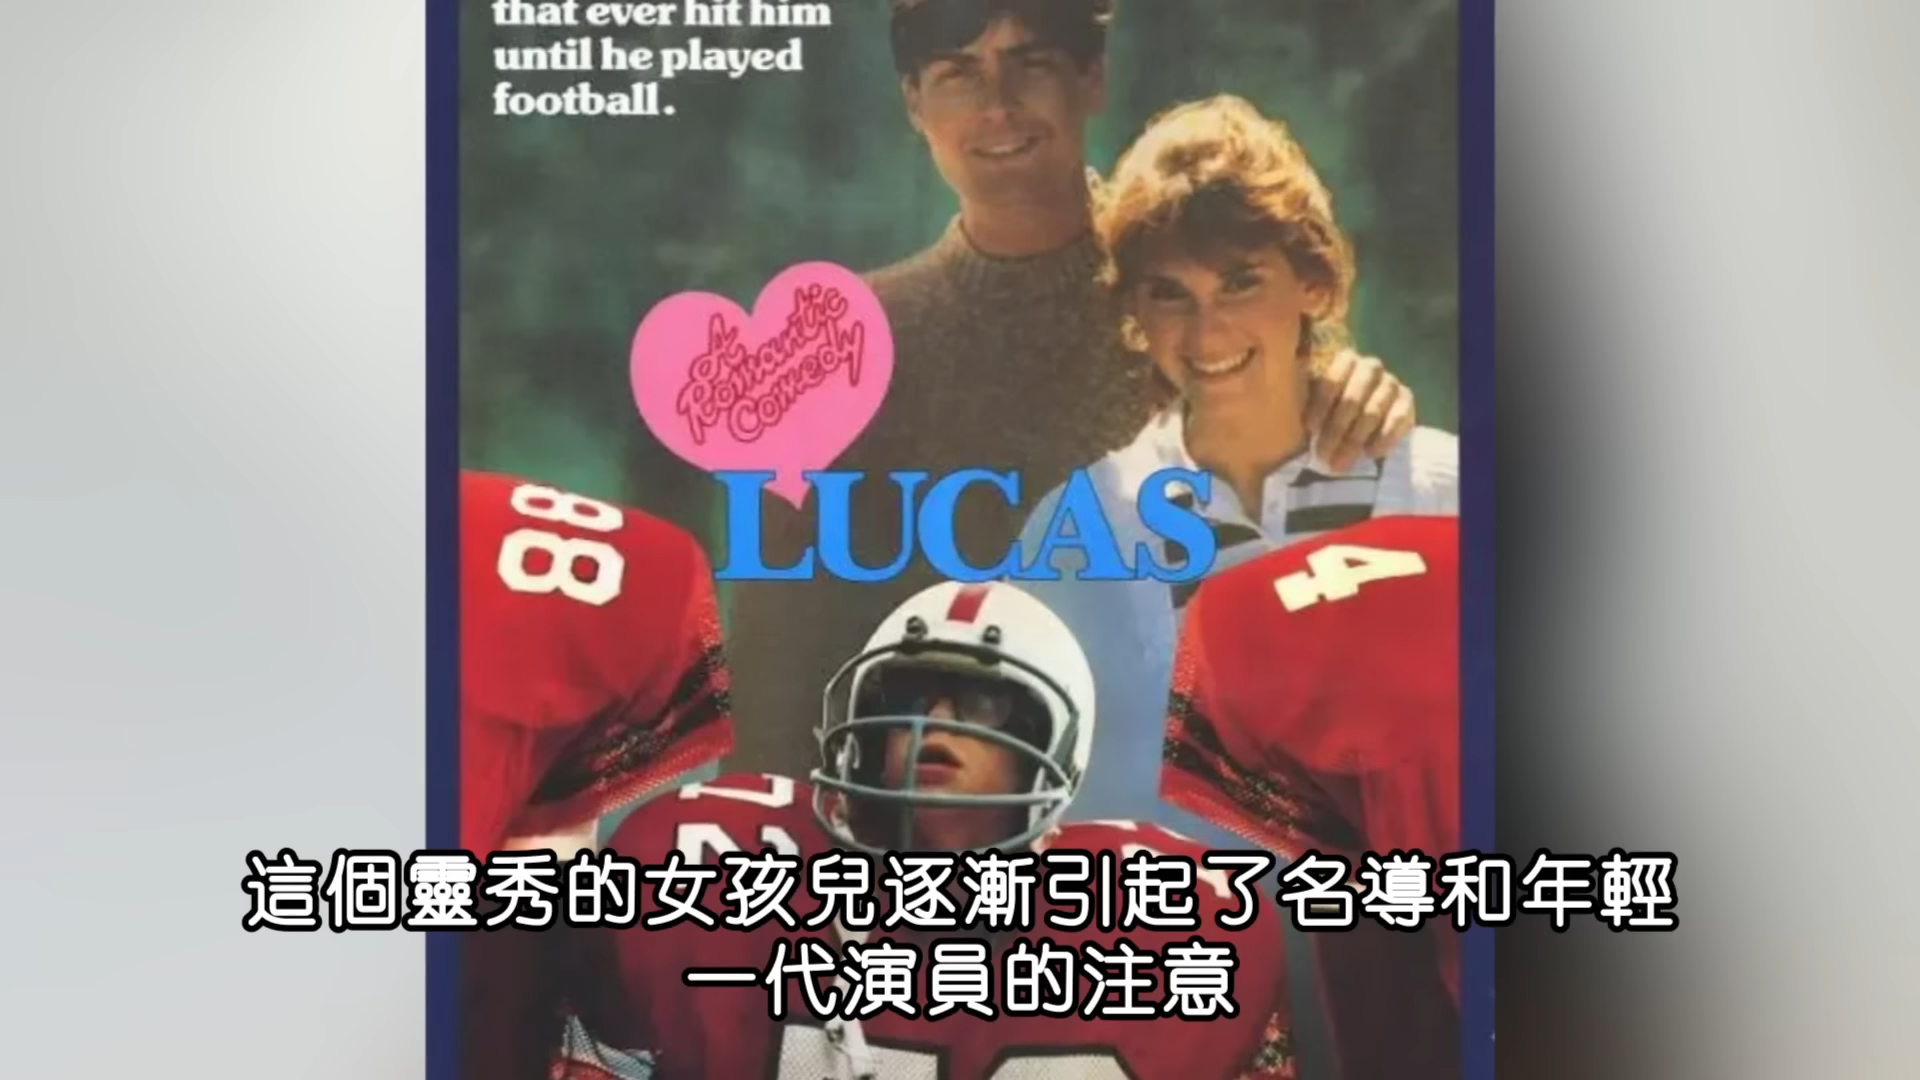 that ever hit him
until he played
football.
A
Romantic
Comedy
LUCAS
88
4
72
這個靈秀的女孩兒逐漸引起了名導和年輕
一代演員的注意